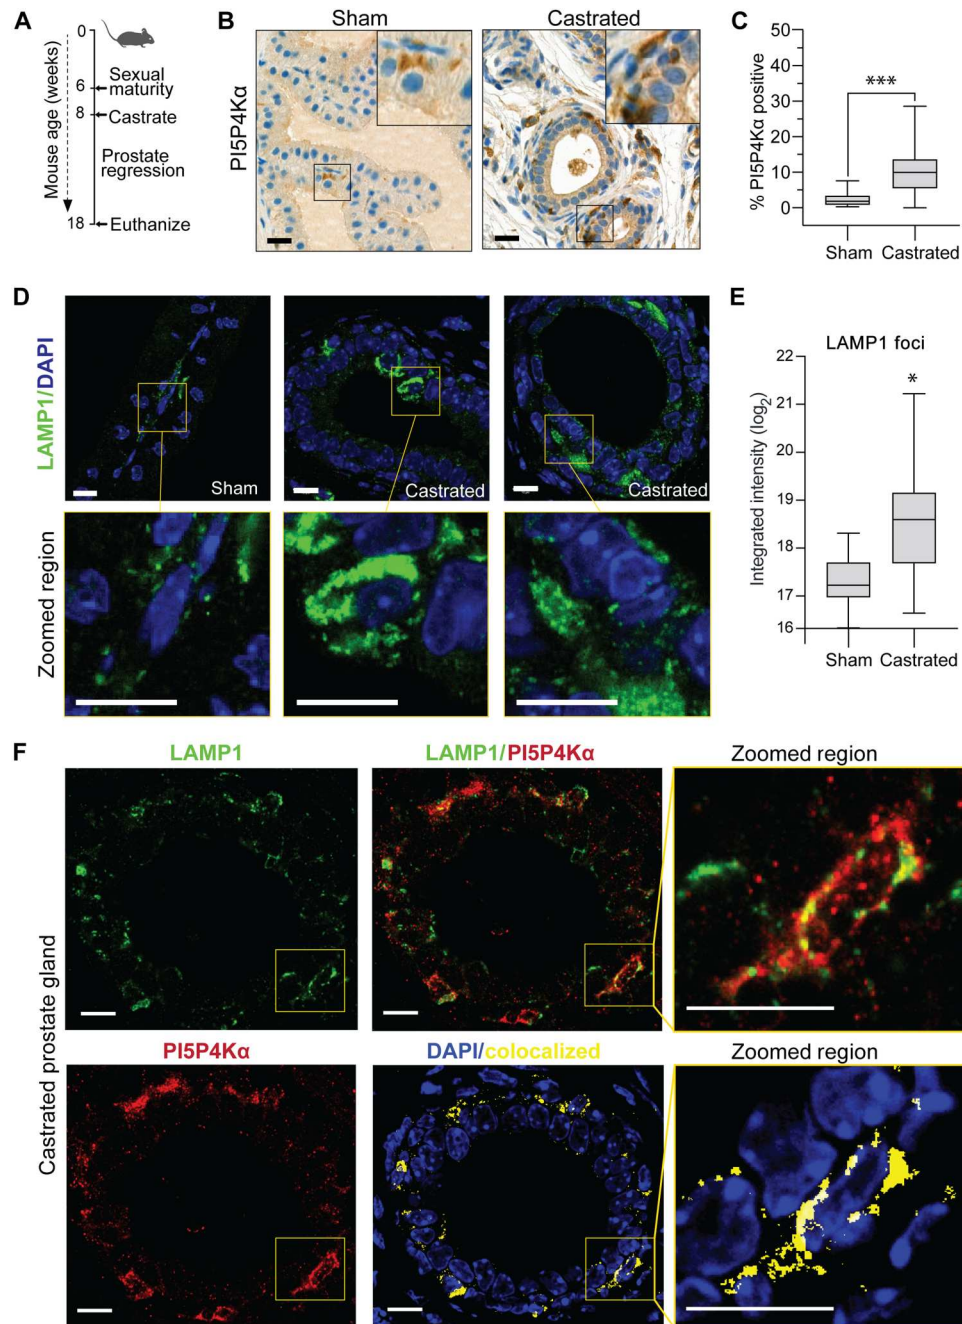 A
0
Mouse age (weeks)
Sexual
6
maturity
8
Castrate
Prostate
regression
18
Euthanize
B
Sham
Castrated
PI5P4Kα
C
% PI5P4Kα positive
50
40
30
20
10
0
***
Sham
Castrated
D
LAMP1/DAPI
Sham
Castrated
Castrated
Zoomed region
E
LAMP1 foci
Integrated intensity (log2)
22
21
19
18
17
16
*
Sham
Castrated
F
Castrated prostate gland
LAMP1
LAMP1/PI5P4Kα
Zoomed region
PI5P4Kα
DAPI/colocalized
Zoomed region